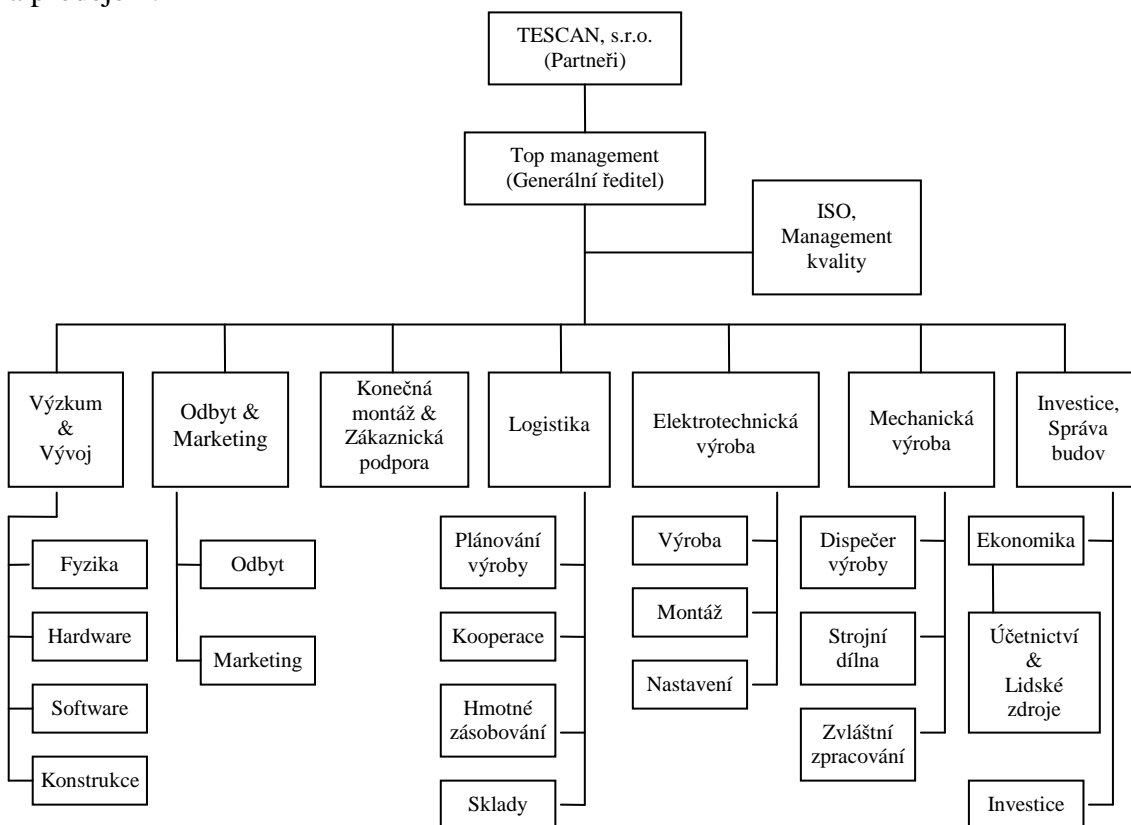 TESCAN, s.r.o.
(Partneři)
Top management
(Generální ředitel)
ISO,
Management
kvality
Výzkum
&
Vývoj
Odbyt &
Marketing
Konečná
montáž &
Zákaznická
podpora
Logistika
Elektrotechnická
výroba
Mechanická
výroba
Investice,
Správa
budov
Fyzika
Hardware
Software
Konstrukce
Odbyt
Marketing
Plánování
výroby
Kooperace
Hmotné
zásobování
Sklady
Výroba
Montáž
Nastavení
Dispečer
výroby
Strojní
dílna
Zvláštní
zpracování
Ekonomika
Účetnictví
&
Lidské
zdroje
Investice